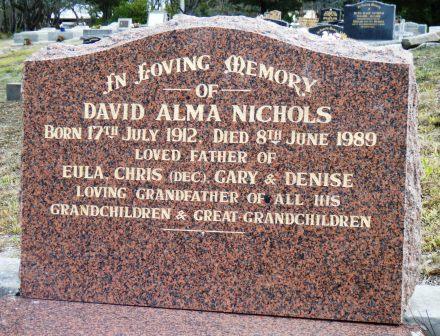 In Loving Memory
OF
DAVID ALMA NICHOLS
BORN 17TH JULY 1912, DIED 8TH JUNE 1989
LOVED FATHER OF
EULA, CHRIS (DEC), GARY & DENISE
LOVING GRANDFATHER OF ALL HIS
GRANDCHILDREN & GREAT-GRANDCHILDREN